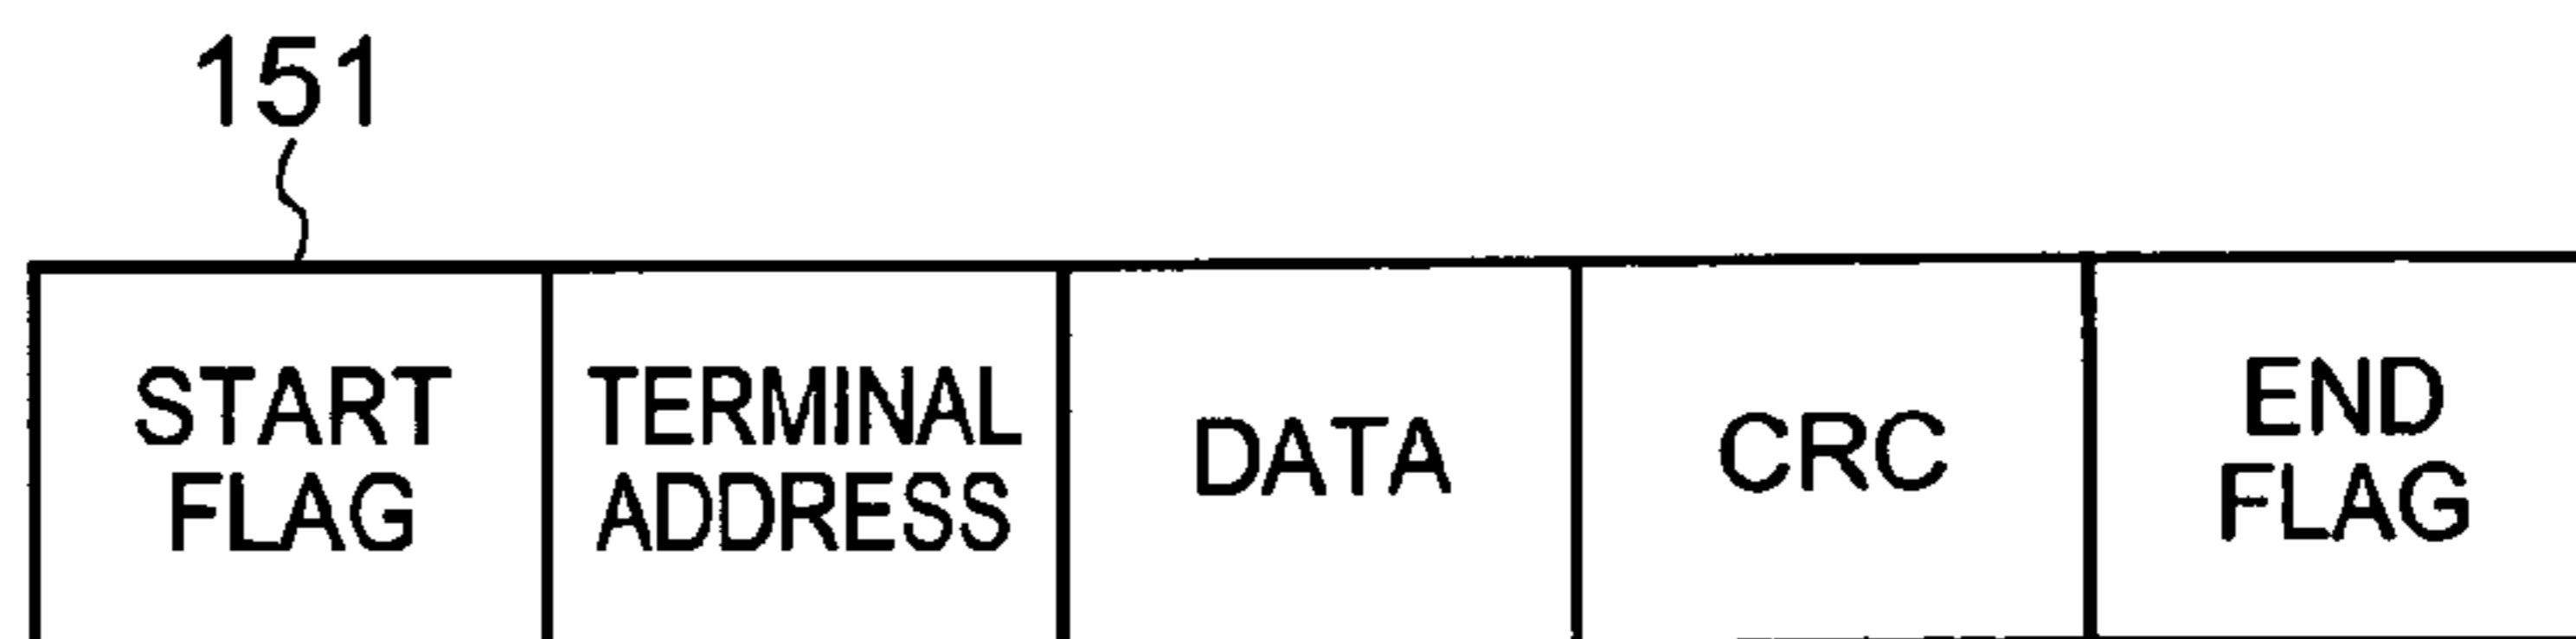 151
START
FLAG
TERMINAL
ADDRESS
DATA
CRC
END
FLAG